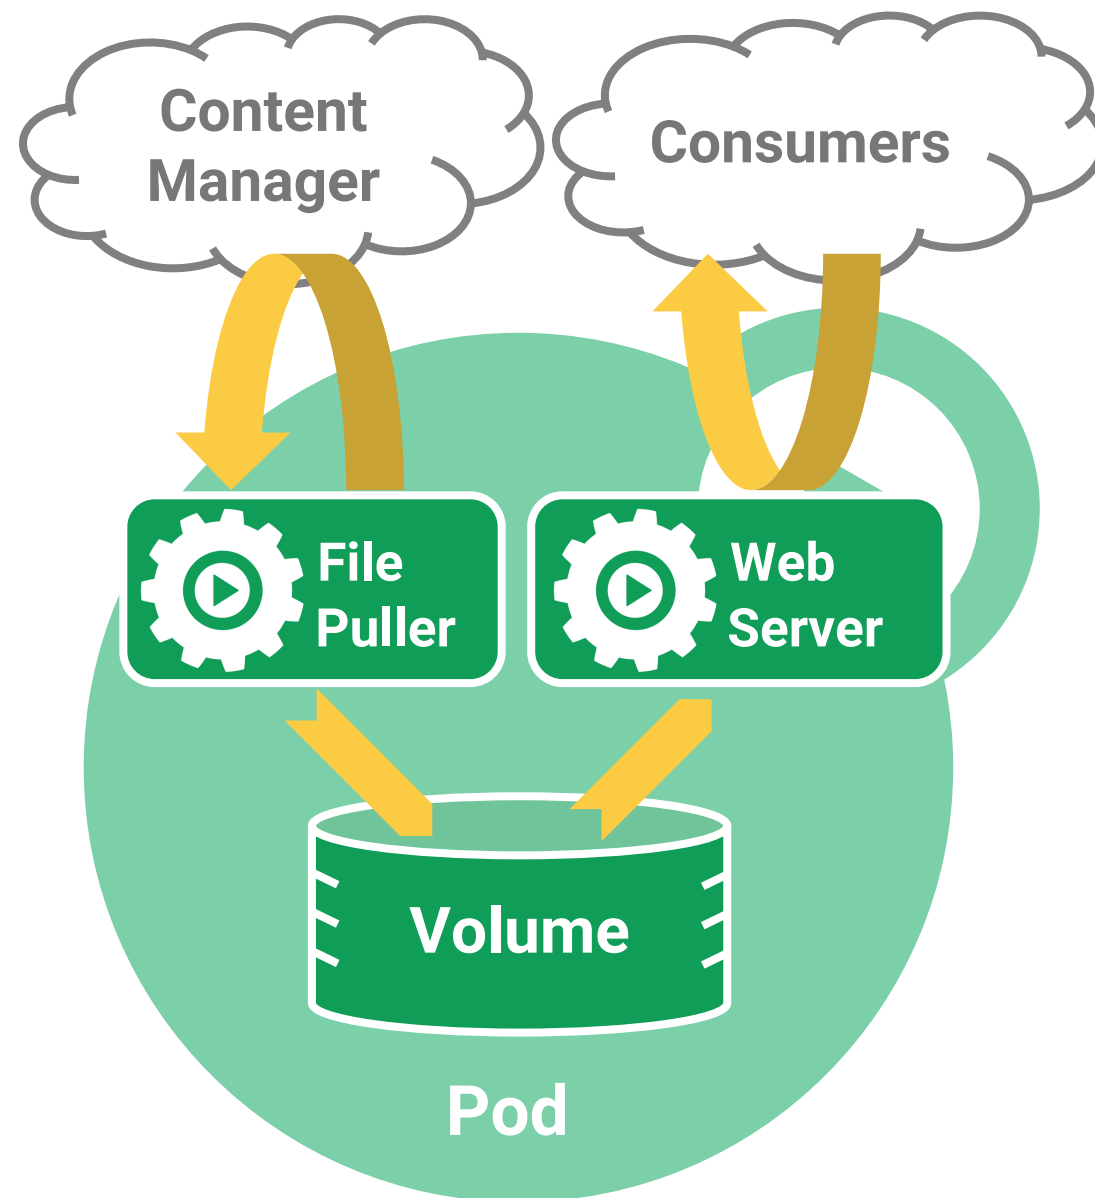 Content
Manager
Consumers
File
Puller
Web
Server
Volume
Pod